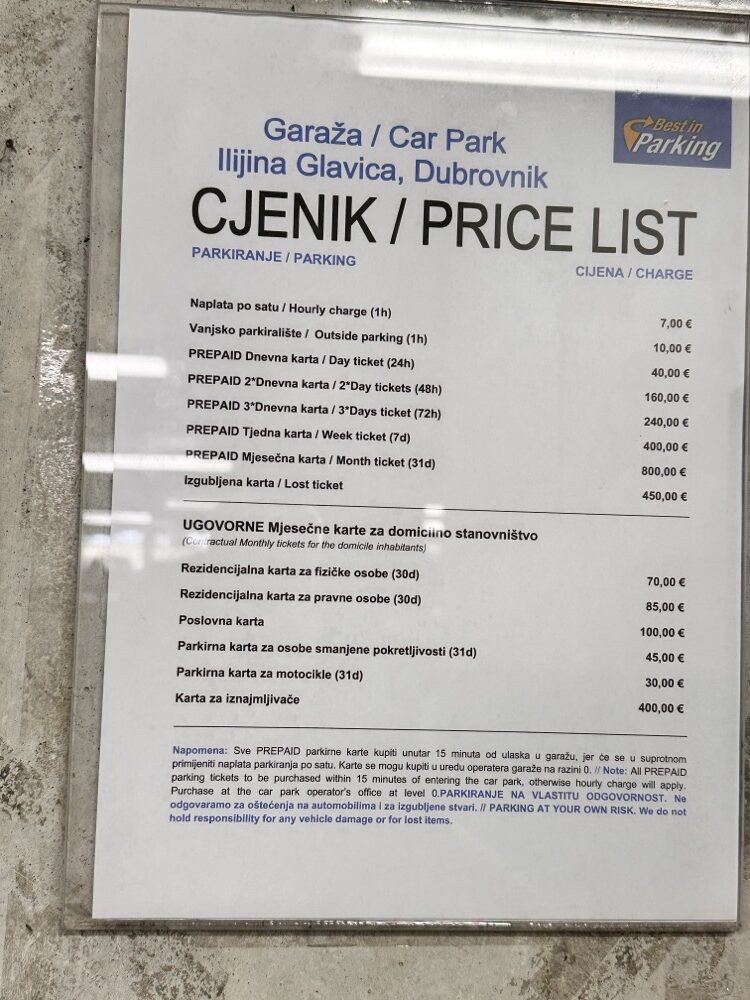 Best in
Parking
Garaža / Car Park
Ilijina Glavica, Dubrovnik
CJENIK / PRICE LIST
PARKIRANJE / PARKING CIJENA / CHARGE
Naplata po satu / Hourly charge (1h) 7,00 €
Vanjsko parkiralište / Outside parking (1h) 10,00 €
PREPAID Dnevna karta / Day ticket (24h) 40,00 €
PREPAID 2*Dnevna karta / 2*Day tickets (48h) 160,00 €
PREPAID 3*Dnevna karta / 3*Days ticket (72h) 240,00 €
PREPAID Tjedna karta / Week ticket (7d) 400,00 €
PREPAID Mjesečna karta / Month ticket (31d) 800,00 €
Izgubljena karta / Lost ticket 450,00 €
UGOVORNE Mjesečne karte za domicilno stanovništvo
(Contractual Monthly tickets for the domicile inhabitants)
Rezidencijalna karta za fizičke osobe (30d) 70,00 €
Rezidencijalna karta za pravne osobe (30d) 85,00 €
Poslovna karta 100,00 €
Parkirna karta za osobe smanjene pokretljivosti (31d) 45,00 €
Parkirna karta za motocikle (31d) 30,00 €
Karta za iznajmljivače 400,00 €
Napomena: Sve PREPAID parkirne karte kupiti unutar 15 minuta od ulaska u garažu, jer će se u suprotnom
primijeniti naplata parkiranja po satu. Karte se mogu kupiti u uredu operatera garaže na razini 0. // Note: All PREPAID
parking tickets to be purchased within 15 minutes of entering the car park, otherwise hourly charge will apply.
Purchase at the car park operator's office at level 0.PARKIRANJE NA VLASTITU ODGOVORNOST. Ne
odgovaramo za oštećenja na automobilima i za izgubljene stvari. // PARKING AT YOUR OWN RISK. We do not
hold responsibility for any vehicle damage or for lost items.